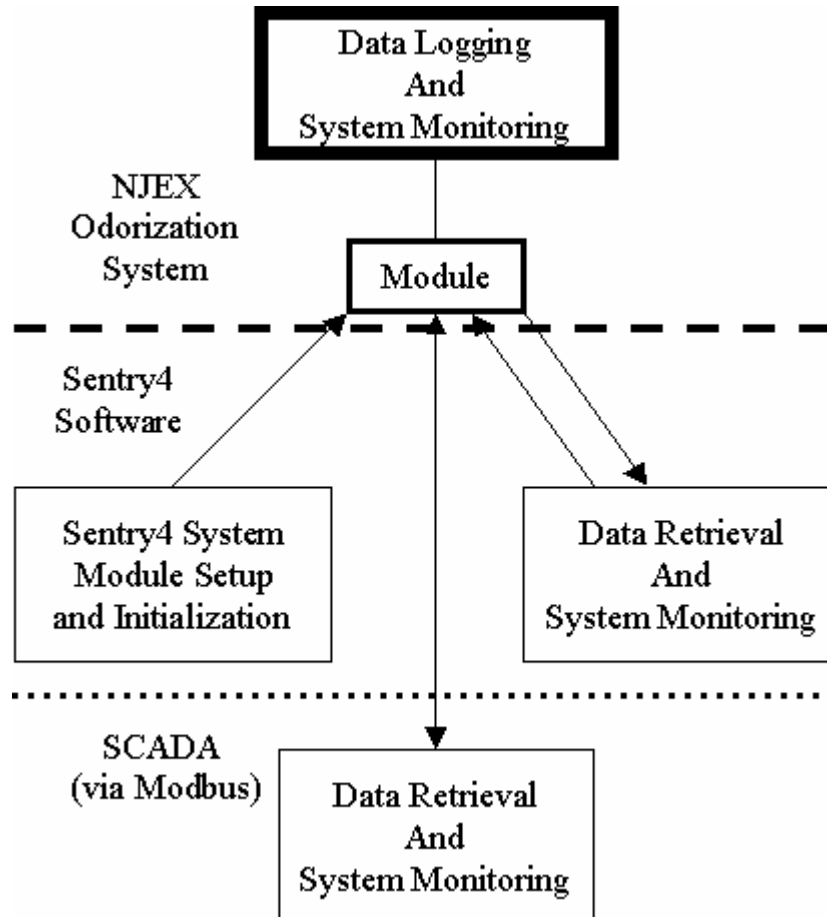 Data Logging
And
System Monitoring
NJEX
Odorization
System
Module
Sentry4
Software
Sentry4 System
Module Setup
and Initialization
Data Retrieval
And
System Monitoring
SCADA
(via Modbus)
Data Retrieval
And
System Monitoring